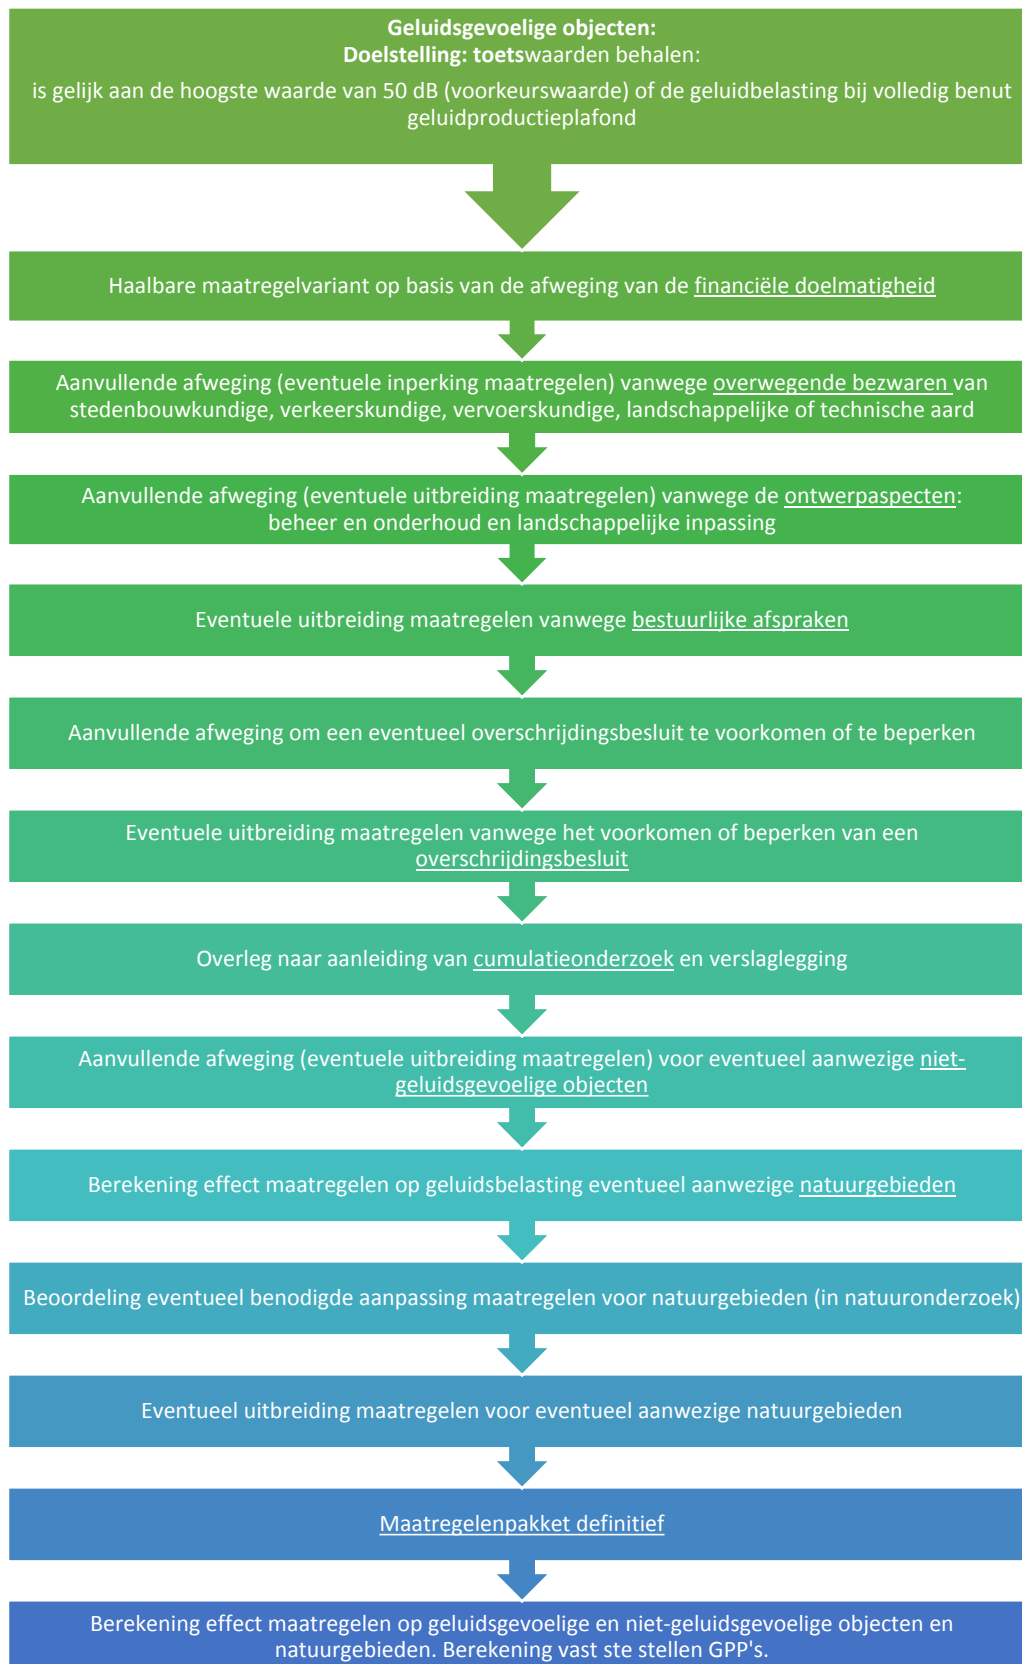 Geluidsgevoelige objecten:
Doelstelling: toetswaarden behalen:
is gelijk aan de hoogste waarde van 50 dB (voorkeurswaarde) of de geluidbelasting bij volledig benut
geluidproductieplafond
Haalbare maatregelvariant op basis van de afweging van de financiële doelmatigheid
Aanvullende afweging (eventuele inperking maatregelen) vanwege overwegende bezwaren van
stedenbouwkundige, verkeerskundige, vervoerskundige, landschappelijke of technische aard
Aanvullende afweging (eventuele uitbreiding maatregelen) vanwege de ontwerpaspecten:
beheer en onderhoud en landschappelijke inpassing
Eventuele uitbreiding maatregelen vanwege bestuurlijke afspraken
Aanvullende afweging om een eventueel overschrijdingsbesluit te voorkomen of te beperken
Eventuele uitbreiding maatregelen vanwege het voorkomen of beperken van een
overschrijdingsbesluit
Overleg naar aanleiding van cumulatieonderzoek en verslaglegging
Aanvullende afweging (eventuele uitbreiding maatregelen) voor eventueel aanwezige niet-
geluidsgevoelige objecten
Berekening effect maatregelen op geluidsbelasting eventueel aanwezige natuurgebieden
Beoordeling eventueel benodigde aanpassing maatregelen voor natuurgebieden (in natuuronderzoek)
Eventueel uitbreiding maatregelen voor eventueel aanwezige natuurgebieden
Maatregelenpakket definitief
Berekening effect maatregelen op geluidsgevoelige en niet-geluidsgevoelige objecten en
natuurgebieden. Berekening vast ste stellen GPP's.